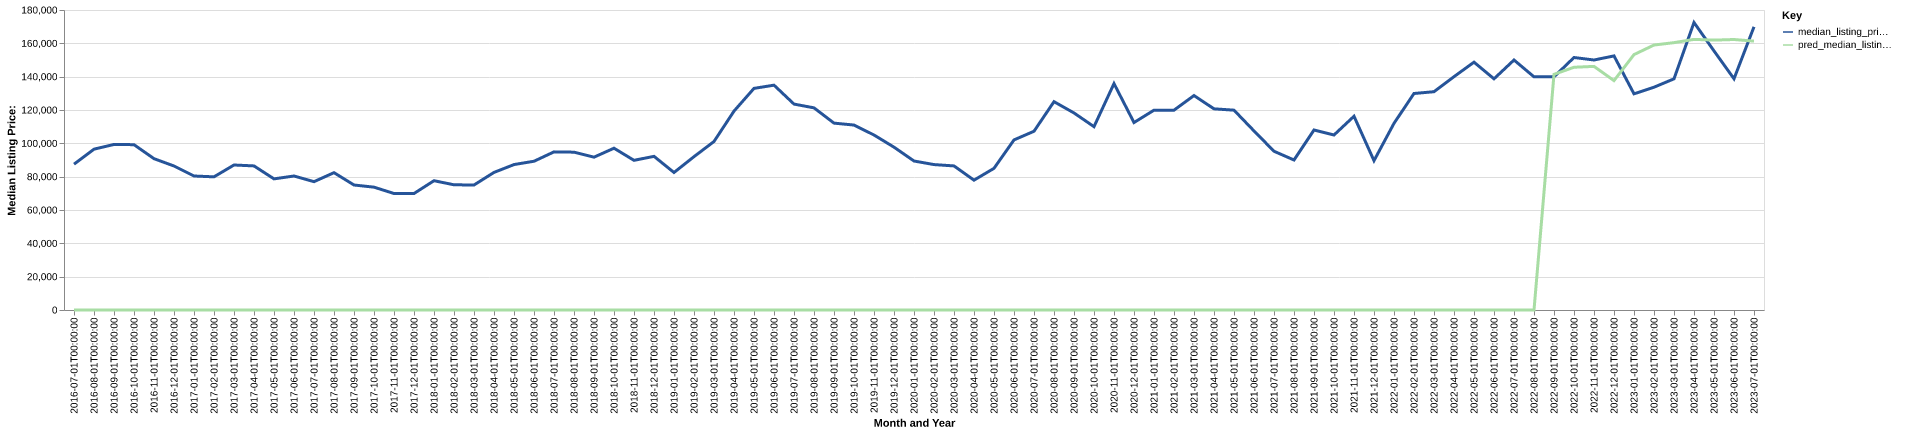 180,000
160,000
140,000
120,000
100,000
80,000
60,000
40,000
20,000
0
Median Listing Price:
2016-07-01T00:00:00
2016-08-01T00:00:00
2016-09-01T00:00:00
2016-10-01T00:00:00
2016-11-01T00:00:00
2016-12-01T00:00:00
2017-01-01T00:00:00
2017-02-01T00:00:00
2017-03-01T00:00:00
2017-04-01T00:00:00
2017-05-01T00:00:00
2017-06-01T00:00:00
2017-07-01T00:00:00
2017-08-01T00:00:00
2017-09-01T00:00:00
2017-10-01T00:00:00
2017-11-01T00:00:00
2017-12-01T00:00:00
2018-01-01T00:00:00
2018-02-01T00:00:00
2018-03-01T00:00:00
2018-04-01T00:00:00
2018-05-01T00:00:00
2018-06-01T00:00:00
2018-07-01T00:00:00
2018-08-01T00:00:00
2018-09-01T00:00:00
2018-10-01T00:00:00
2018-11-01T00:00:00
2018-12-01T00:00:00
2019-01-01T00:00:00
2019-02-01T00:00:00
2019-03-01T00:00:00
2019-04-01T00:00:00
2019-05-01T00:00:00
2019-06-01T00:00:00
2019-07-01T00:00:00
2019-08-01T00:00:00
2019-09-01T00:00:00
2019-10-01T00:00:00
2019-11-01T00:00:00
2019-12-01T00:00:00
2020-01-01T00:00:00
2020-02-01T00:00:00
2020-03-01T00:00:00
2020-04-01T00:00:00
2020-05-01T00:00:00
2020-06-01T00:00:00
2020-07-01T00:00:00
2020-08-01T00:00:00
2020-09-01T00:00:00
2020-10-01T00:00:00
2020-11-01T00:00:00
2020-12-01T00:00:00
2021-01-01T00:00:00
2021-02-01T00:00:00
2021-03-01T00:00:00
2021-04-01T00:00:00
2021-05-01T00:00:00
2021-06-01T00:00:00
2021-07-01T00:00:00
2021-08-01T00:00:00
2021-09-01T00:00:00
2021-10-01T00:00:00
2021-11-01T00:00:00
2021-12-01T00:00:00
2022-01-01T00:00:00
2022-02-01T00:00:00
2022-03-01T00:00:00
2022-04-01T00:00:00
2022-05-01T00:00:00
2022-06-01T00:00:00
2022-07-01T00:00:00
2022-08-01T00:00:00
2022-09-01T00:00:00
2022-10-01T00:00:00
2022-11-01T00:00:00
2022-12-01T00:00:00
2023-01-01T00:00:00
2023-02-01T00:00:00
2023-03-01T00:00:00
2023-04-01T00:00:00
2023-05-01T00:00:00
2023-06-01T00:00:00
2023-07-01T00:00:00
Month and Year
Key
median_listing_pri…
pred_median_listin…